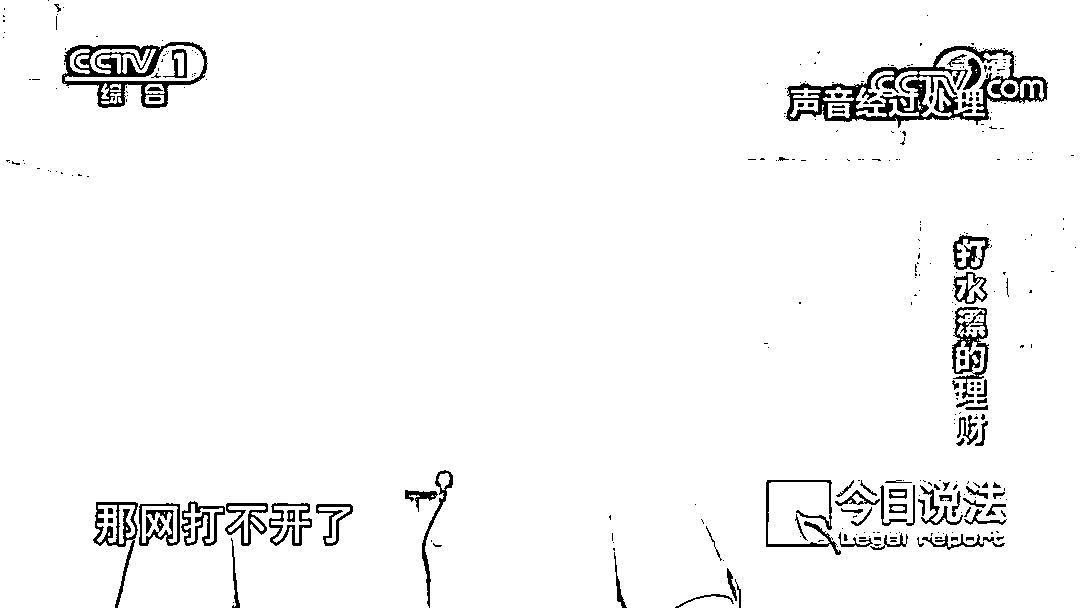 CCTV 1
综合
CCTV.com
高清
声音经过处理
打水漂的理财
那网打不开了
今日说法
Legal report